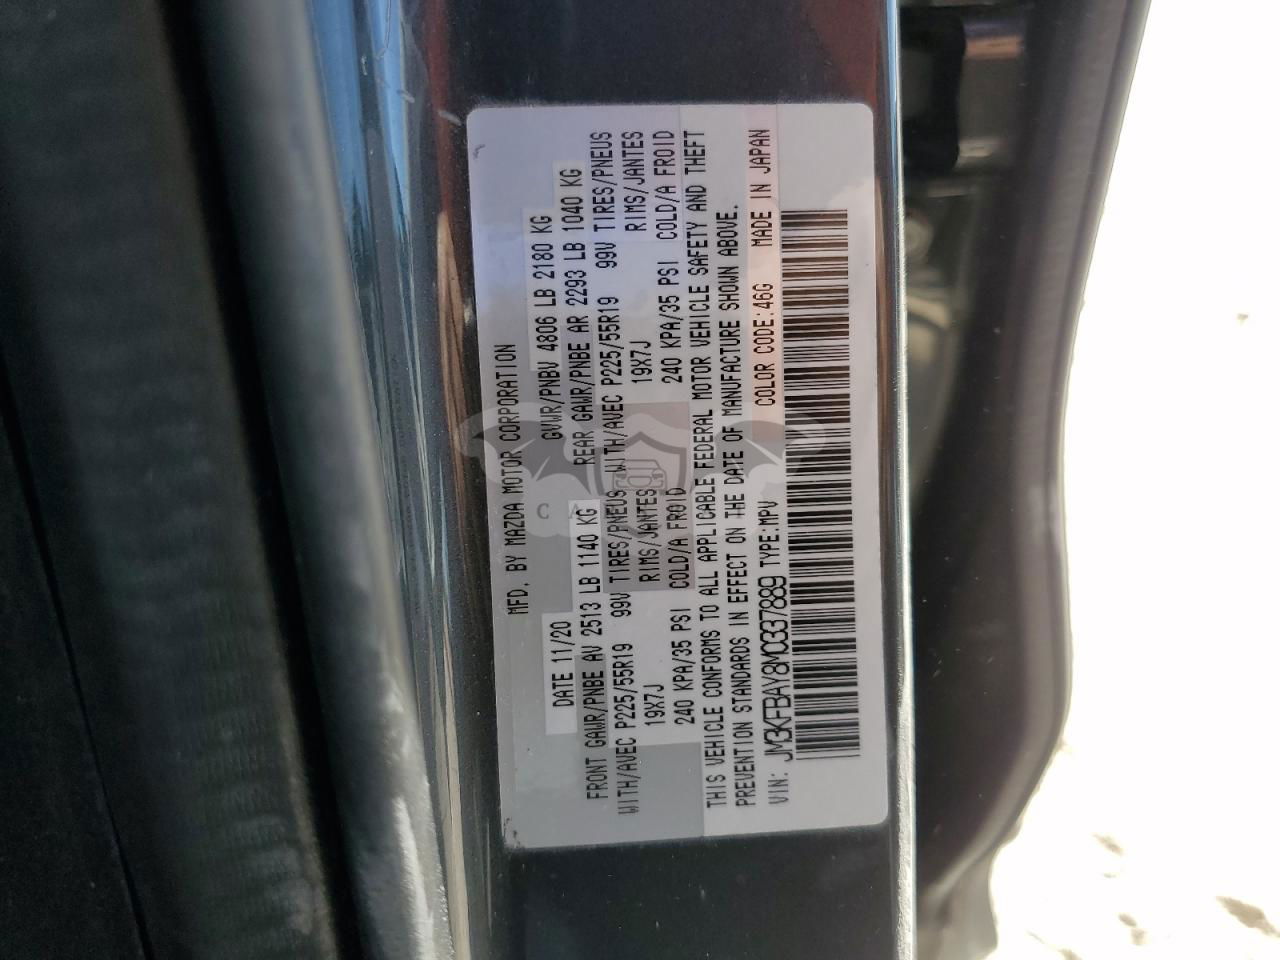 MFD. BY MAZDA MOTOR CORPORATION
DATE 11/20 GVWR/PNBV 4806 LB 2180 KG
FRONT GAWR/PNBE AV 2513 LB 1140 KG REAR GAWR/PNBE AR 2293 LB 1040 KG
WITH/AVEC P225/55R19 99V TIRES/PNEUS WITH/AVEC P225/55R19 99V TIRES/PNEUS
19X7J RIMS/JANTES 19X7J RIMS/JANTES
240 KPA/35 PSI COLD/A FROID 240 KPA/35 PSI COLD/A FROID
THIS VEHICLE CONFORMS TO ALL APPLICABLE FEDERAL MOTOR VEHICLE SAFETY AND THEFT
PREVENTION STANDARDS IN EFFECT ON THE DATE OF MANUFACTURE SHOWN ABOVE.
VIN: JM3KFBAY8M0337889 TYPE:MPV COLOR CODE:46G MADE IN JAPAN